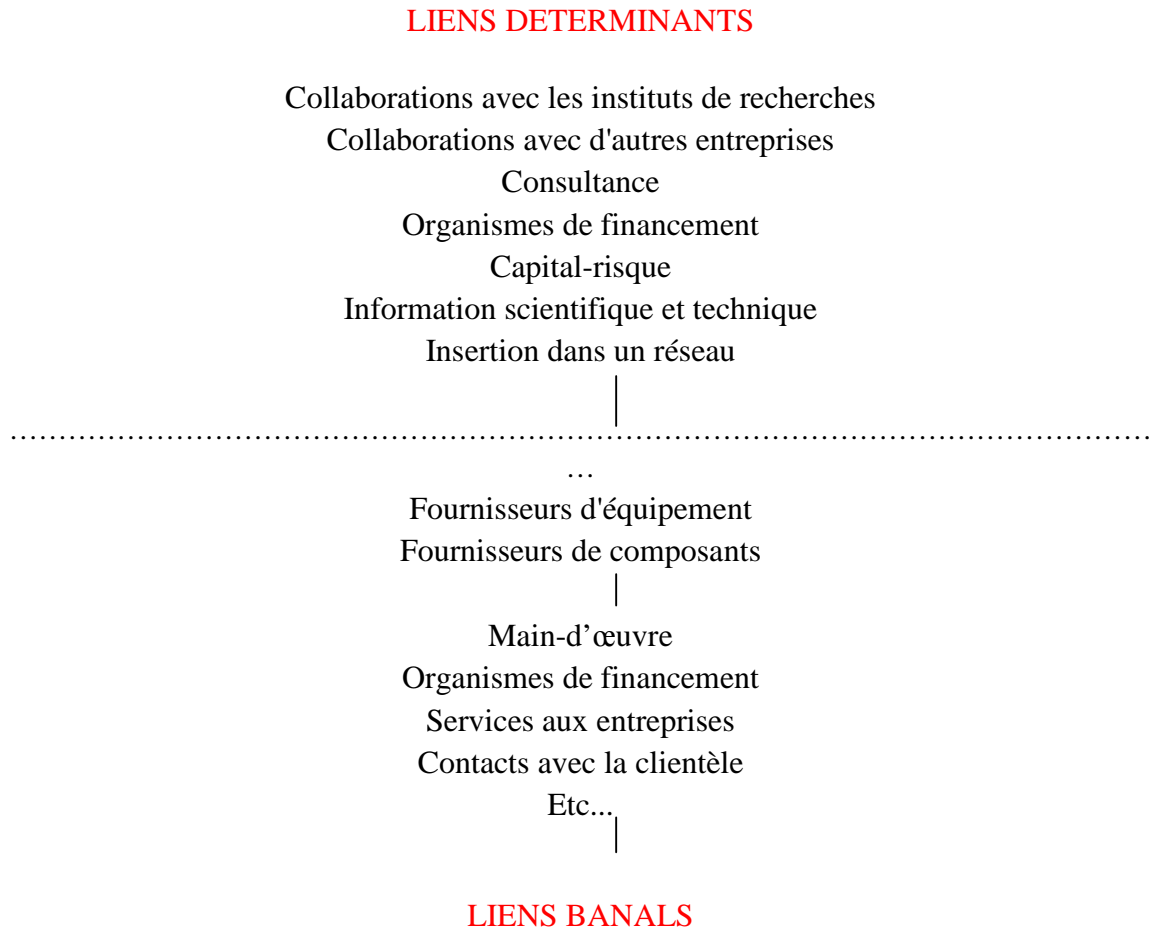 LIENS DETERMINANTS
Collaborations avec les instituts de recherches
Collaborations avec d'autres entreprises
Consultance
Organismes de financement
Capital-risque
Information scientifique et technique
Insertion dans un réseau
……………………………………………………………………………………………………
…
Fournisseurs d'équipement
Fournisseurs de composants
Main-d’œuvre
Organismes de financement
Services aux entreprises
Contacts avec la clientèle
Etc...
LIENS BANALS